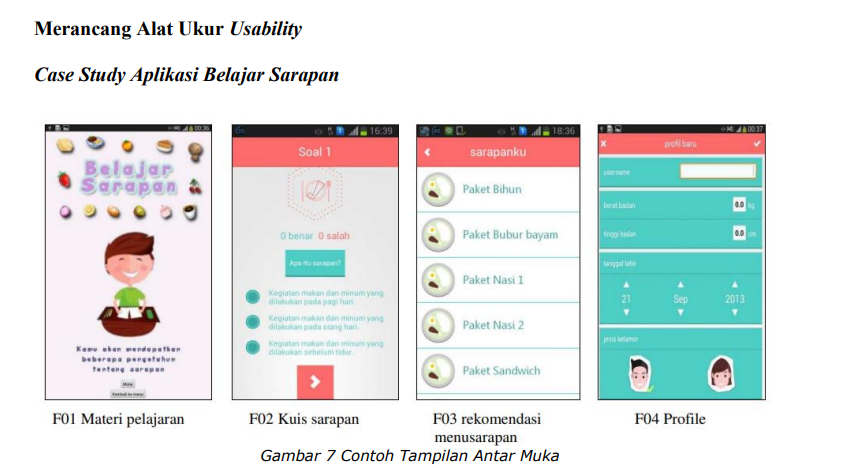 Merancang Alat Ukur Usability
Case Study Aplikasi Belajar Sarapan
00:36
Belajar
Sarapan
Kamu akan mendapatkan
beberapa pengetahun
tentang sarapan
Mulai
Kembali ke menu
F01 Materi pelajaran
16:39
Soal 1
0 benar 0 salah
Apa itu sarapan?
Kegiatan makan dan minum yang
dilakukan pada pagi hari.
Kegiatan makan dan minum yang
dilakukan pada siang hari.
Kegiatan makan dan minum yang
dilakukan sebelum tidur.
F02 Kuis sarapan
18:36
sarapanku
Paket Bihun
Paket Bubur bayam
Paket Nasi 1
Paket Nasi 2
Paket Sandwich
F03 rekomendasi
menusarapan
00:37
profil baru
username
berat badan 0.0 kg
tinggi badan 0.0 cm
tanggal lahir
21 Sep 2013
jenis kelamin
F04 Profile
Gambar 7 Contoh Tampilan Antar Muka